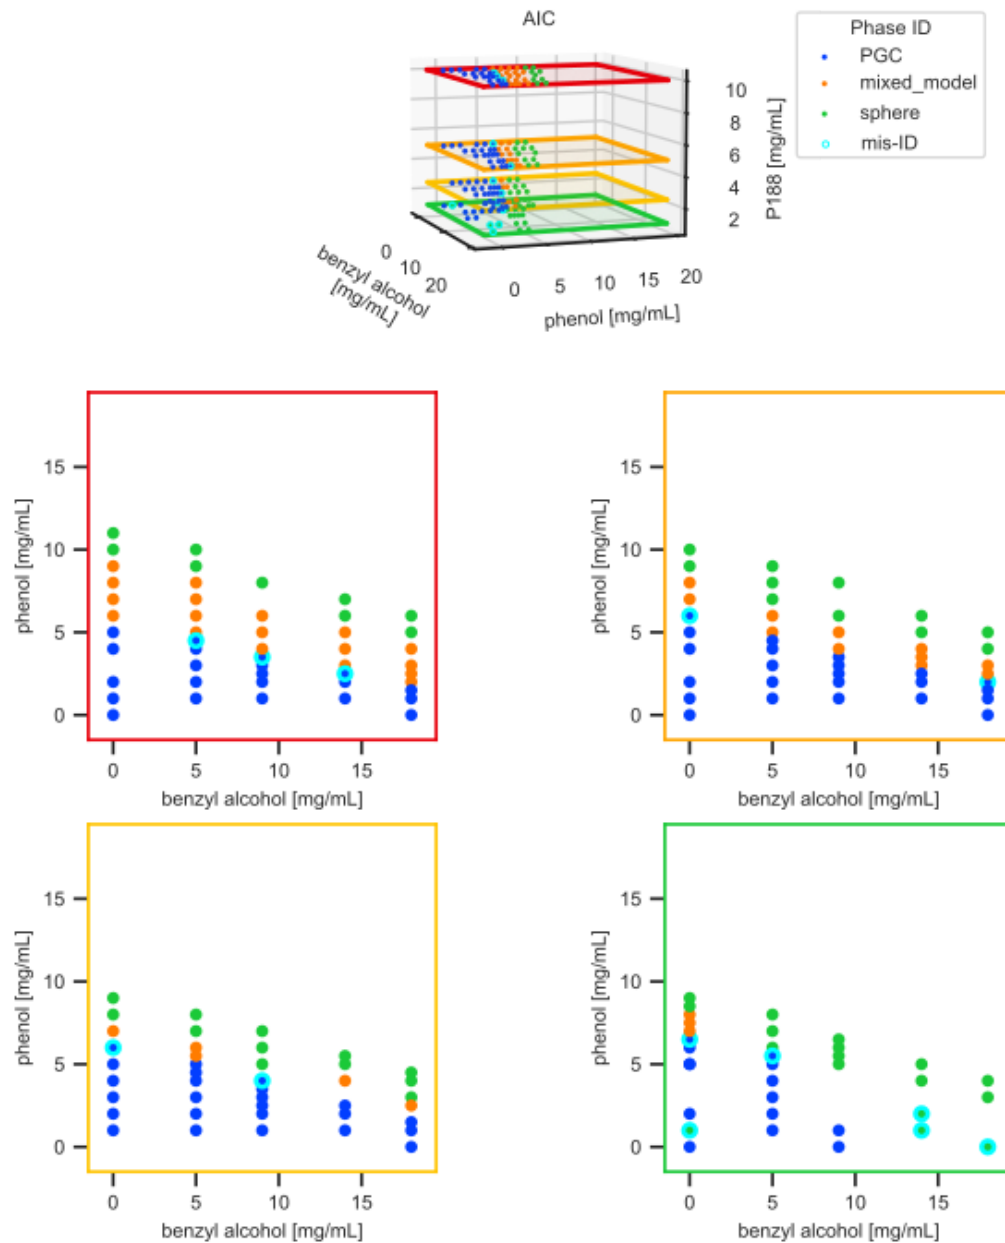 AIC
Phase ID
PGC
mixed_model
sphere
mis-ID
10
8
6
4
2
P188 [mg/mL]
0
10
20
benzyl alcohol
[mg/mL]
0 5 10 15 20
phenol [mg/mL]
15
10
5
0
phenol [mg/mL]
0 5 10 15
benzyl alcohol [mg/mL]
15
10
5
0
phenol [mg/mL]
0 5 10 15
benzyl alcohol [mg/mL]
15
10
5
0
phenol [mg/mL]
0 5 10 15
benzyl alcohol [mg/mL]
15
10
5
0
phenol [mg/mL]
0 5 10 15
benzyl alcohol [mg/mL]